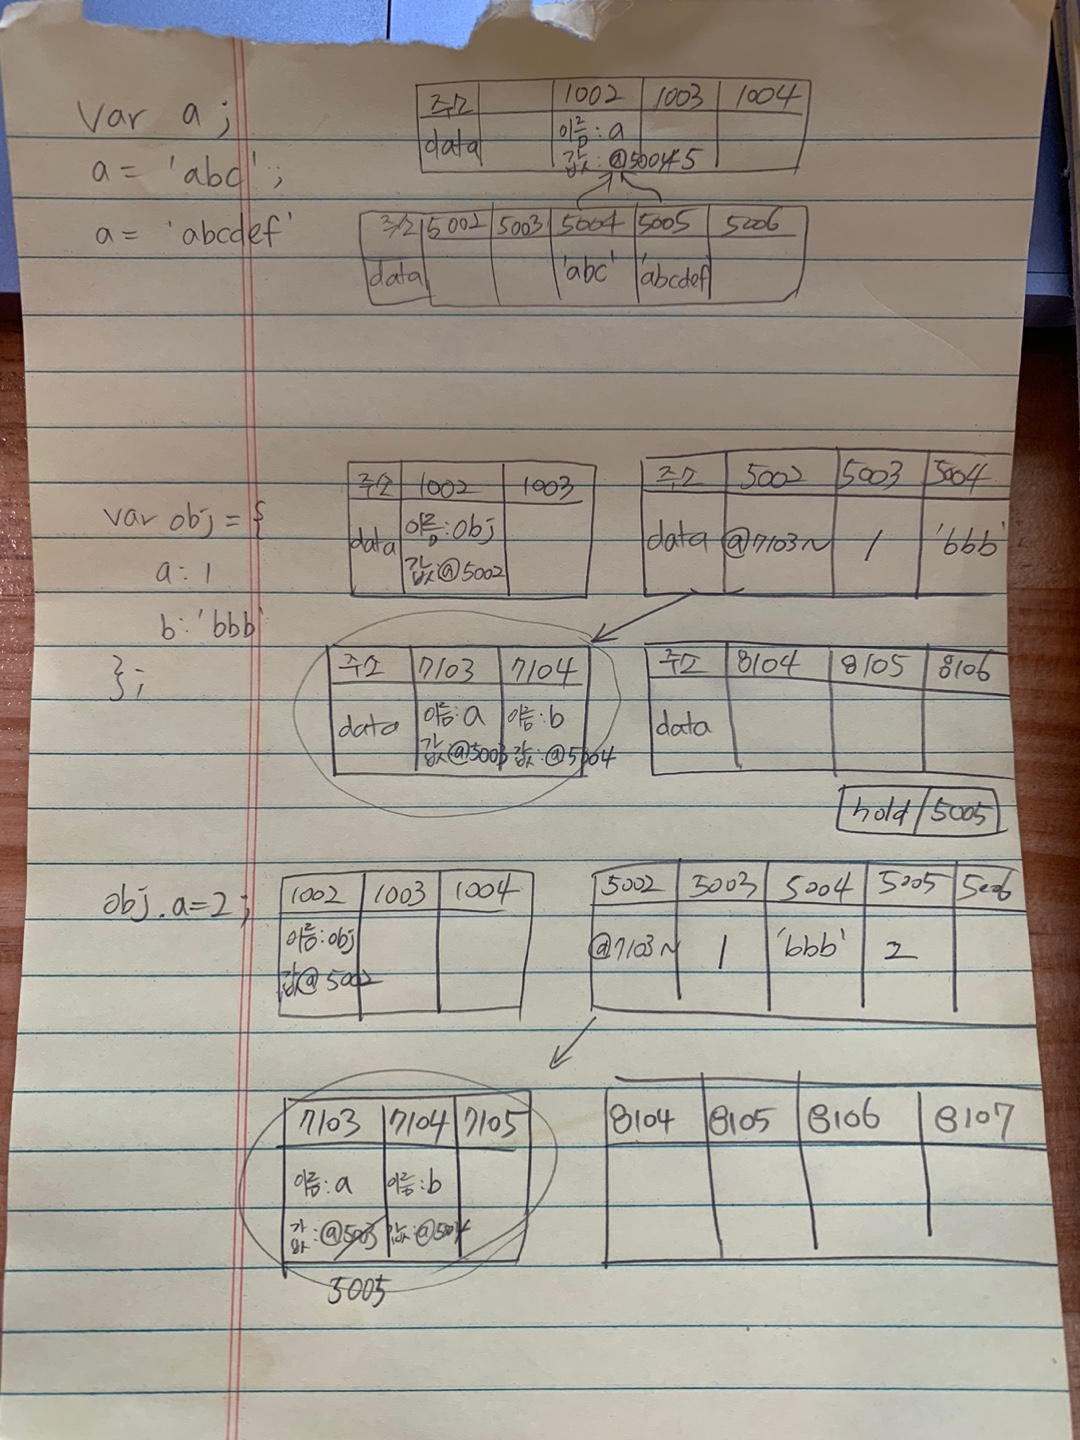 var a;
a = 'abc';
a = 'abcdef'
주소 1002 1003 1004
data 이름:a
값:@50045
주소 5002 5003 5004 5005 5006
data 'abc' 'abcdef'
var obj = {
a: 1
b: 'bbb'
};
주소 1002 1003
data 이름:obj
값:@5002
주소 5002 5003 5004
data @7103~ 1 'bbb'
주소 7103 7104
data 이름:a 이름:b
값:@5003 값:@5004
주소 8104 8105 8106
data
hold 5005
obj.a=2;
1002 1003 1004
이름:obj
값@5002
5002 5003 5004 5005 5006
@7103~ 1 'bbb' 2
7103 7104 7105
이름:a 이름:b
값:@5003 값:@5004
5005
8104 8105 8106 8107